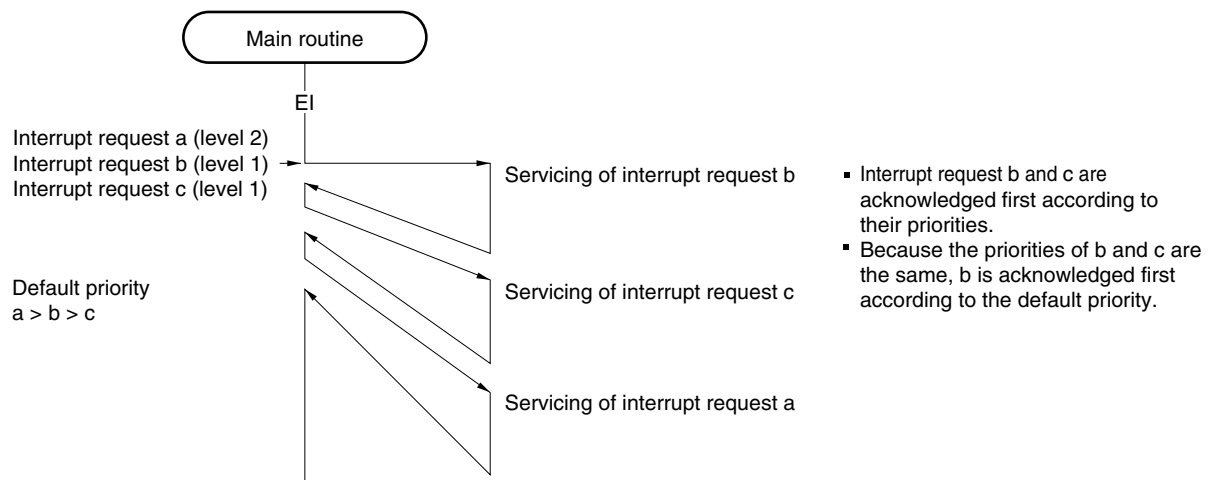 Main routine
EI
Interrupt request a (level 2)
Interrupt request b (level 1)
Interrupt request c (level 1)
Servicing of interrupt request b
▪ Interrupt request b and c are
acknowledged first according to
their priorities.
▪ Because the priorities of b and c are
the same, b is acknowledged first
according to the default priority.
Default priority
a > b > c
Servicing of interrupt request c
Servicing of interrupt request a